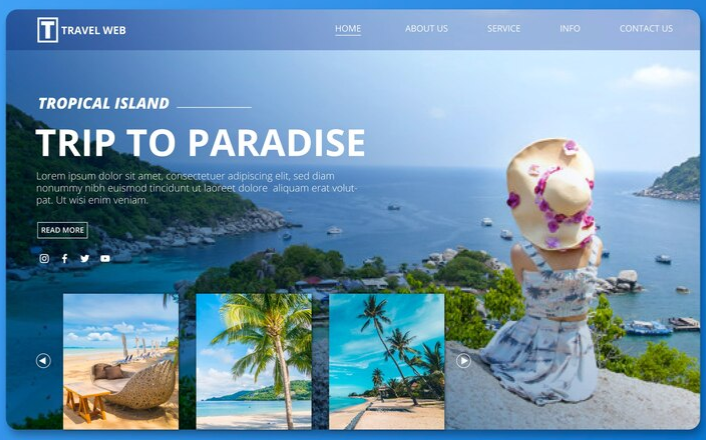 T TRAVEL WEB
HOME ABOUT US SERVICE INFO CONTACT US
TROPICAL ISLAND
TRIP TO PARADISE
Lorem ipsum dolor sit amet, consectetuer adipiscing elit, sed diam
nonummy nibh euismod tincidunt ut laoreet dolore aliquam erat volut-
pat. Ut wisi enim veniam.
READ MORE